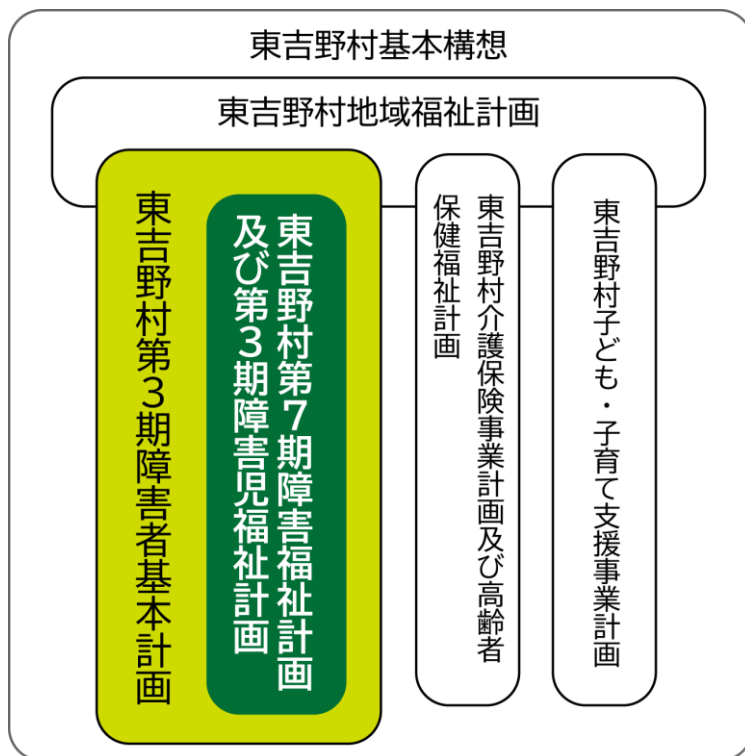 東吉野村基本構想
東吉野村地域福祉計画
東吉野村第３期障害者基本計画
東吉野村第７期障害福祉計画
及び第３期障害児福祉計画
東吉野村介護保険事業計画及び高齢者
保健福祉計画
東吉野村子ども・子育て支援事業計画